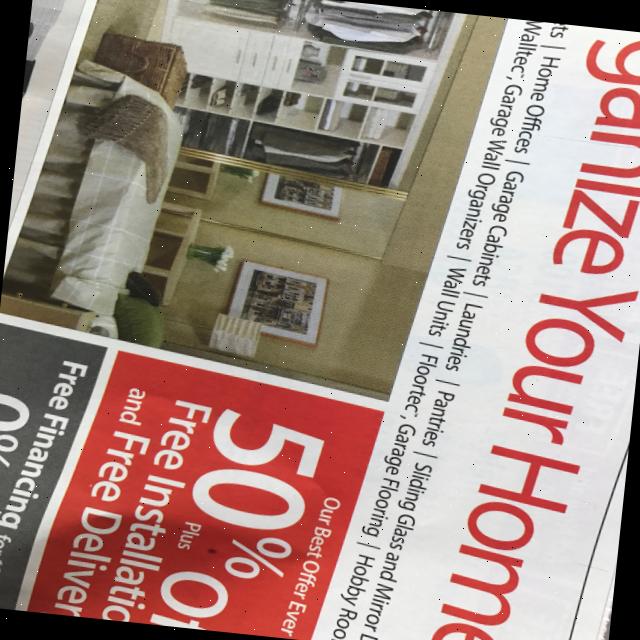 ganize Your Home
ts | Home Offices | Garage Cabinets | Laundries | Pantries | Sliding Glass and Mirror
Walltec, Garage Wall Organizers | Wall Units | Floortec, Garage Flooring | Hobby Roo
Our Best Offer Ever
50%
Plus
Free Installatio
and Free Deliver
Free Financing
0%